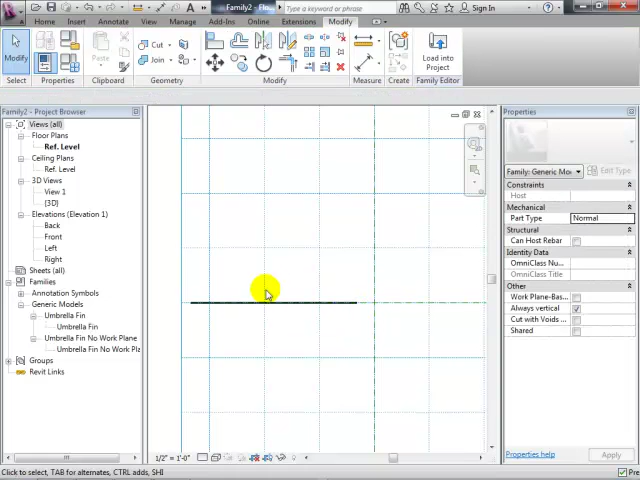 Family2 - Flo...
Sign In
Home
Insert
Annotate
View
Manage
Add-Ins
Online
Extensions
Modify
Modify
Cut
Join
Load into
Project
Select
Properties
Clipboard
Geometry
Modify
Measure
Create
Family Editor
Family2 - Project Browser
Views (all)
Floor Plans
Ref. Level
Ceiling Plans
Ref. Level
3D Views
View 1
{3D}
Elevations (Elevation 1)
Back
Front
Left
Right
Sheets (all)
Families
Annotation Symbols
Generic Models
Umbrella Fin
Umbrella Fin
Umbrella Fin No Work Plane
Umbrella Fin No Work Pl
Groups
Revit Links
1/2" = 1'-0"
Properties
Family: Generic Mo
Edit Type
Constraints
Host
Mechanical
Part Type
Normal
Structural
Can Host Rebar
Identity Data
OmniClass Nu...
OmniClass Title
Other
Work Plane-Bas...
Always vertical
Cut with Voids ...
Shared
Properties help
Apply
Click to select, TAB for alternates, CTRL adds, SHI
Pre